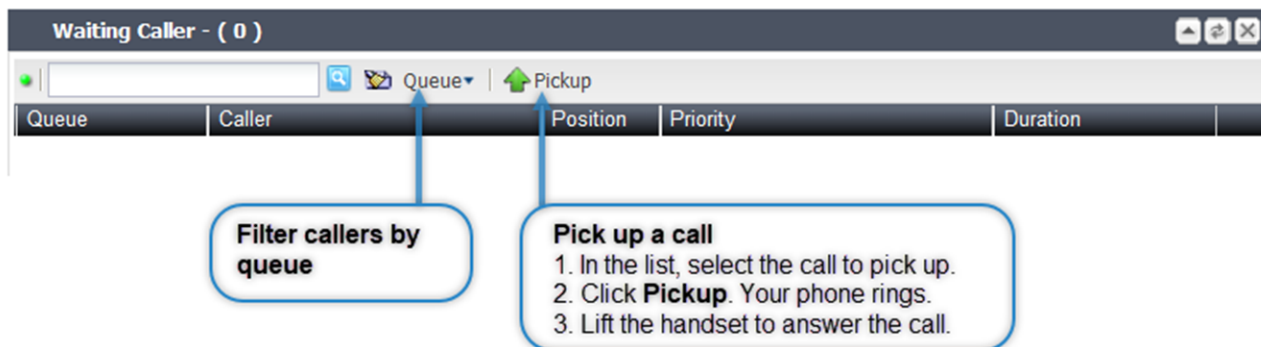 Waiting Caller - ( 0 )
Queue Pickup
Queue Caller Position Priority Duration
Filter callers by
queue
Pick up a call
1. In the list, select the call to pick up.
2. Click Pickup. Your phone rings.
3. Lift the handset to answer the call.